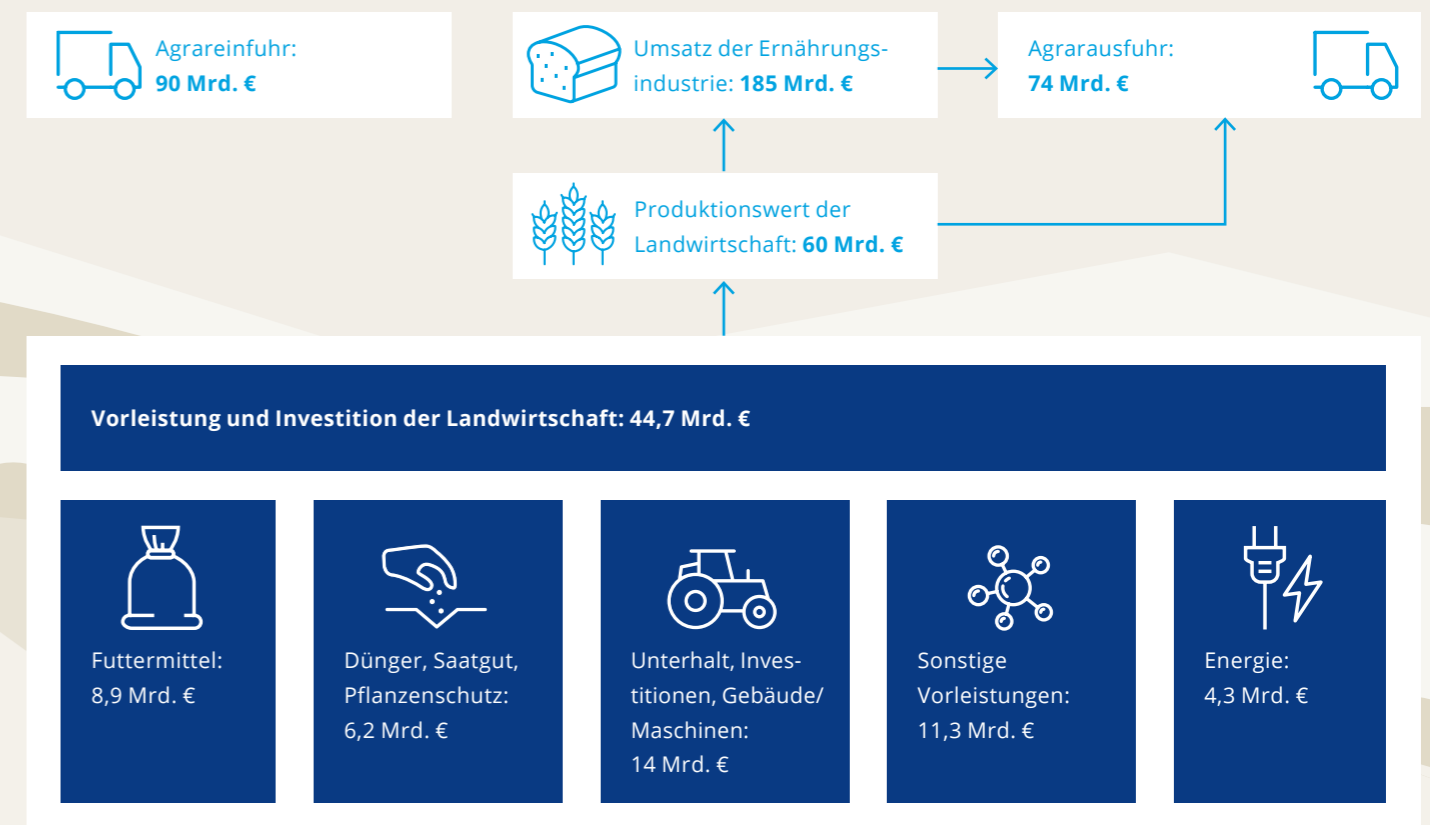 Agrareinfuhr:
90 Mrd. €
Umsatz der Ernährungs-
industrie: 185 Mrd. €
Agrarausfuhr:
74 Mrd. €
Produktionswert der
Landwirtschaft: 60 Mrd. €
Vorleistung und Investition der Landwirtschaft: 44,7 Mrd. €
Futtermittel:
8,9 Mrd. €
Dünger, Saatgut,
Pflanzenschutz:
6,2 Mrd. €
Unterhalt, Inves-
titionen, Gebäude/
Maschinen:
14 Mrd. €
Sonstige
Vorleistungen:
11,3 Mrd. €
Energie:
4,3 Mrd. €